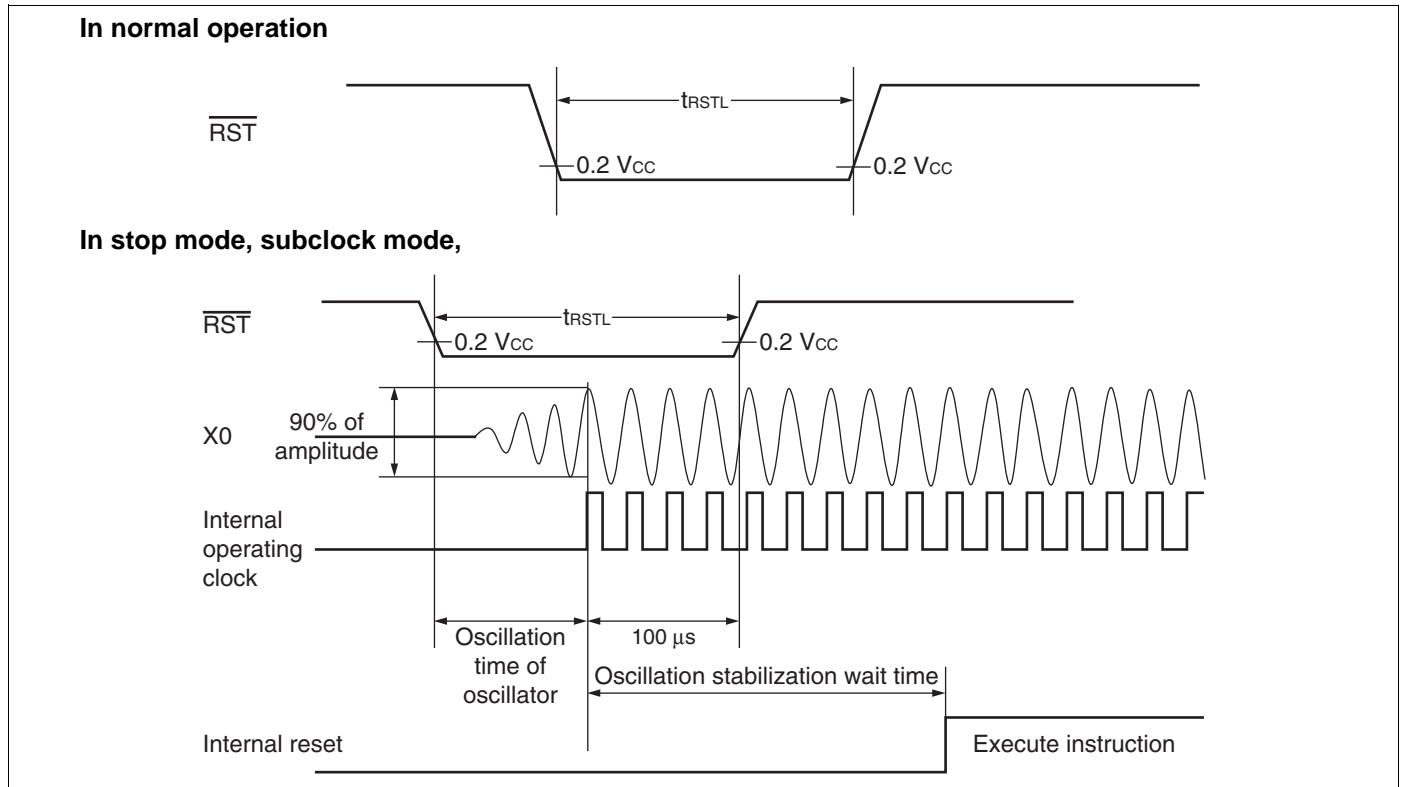 In normal operation
RST
tRSTL
0.2 VCC
0.2 VCC
In stop mode, subclock mode,
RST
tRSTL
0.2 VCC
0.2 VCC
X0
90% of
amplitude
Internal
operating
clock
Oscillation
time of
oscillator
100 μs
Oscillation stabilization wait time
Internal reset
Execute instruction